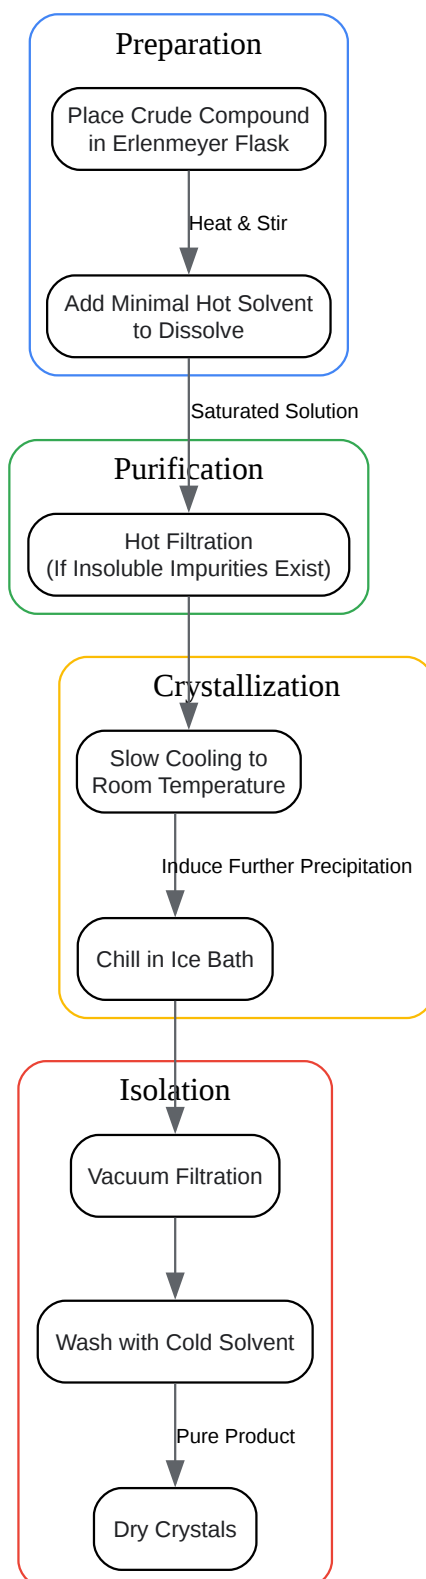 Preparation
Place Crude Compound
in Erlenmeyer Flask
Heat & Stir
Add Minimal Hot Solvent
to Dissolve
Saturated Solution
Purification
Hot Filtration
(If Insoluble Impurities Exist)
Crystallization
Slow Cooling to
Room Temperature
Induce Further Precipitation
Chill in Ice Bath
Isolation
Vacuum Filtration
Wash with Cold Solvent
Pure Product
Dry Crystals